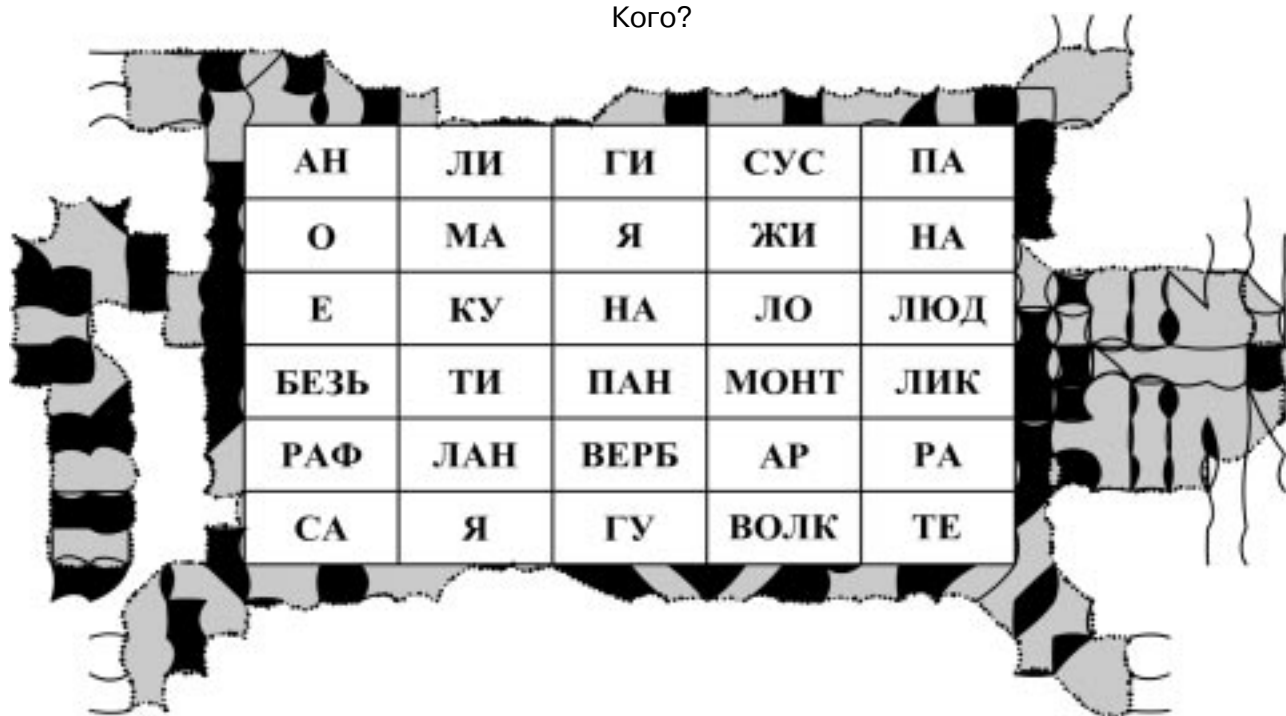 Кого?
АН ЛИ ГИ СУС ПА
О МА Я ЖИ НА
Е КУ НА ЛО ЛЮД
БЕЗЬ ТИ ПАН МОНТ ЛИК
РАФ ЛАН ВЕРБ АР РА
СА Я ГУ ВОЛК ТЕ